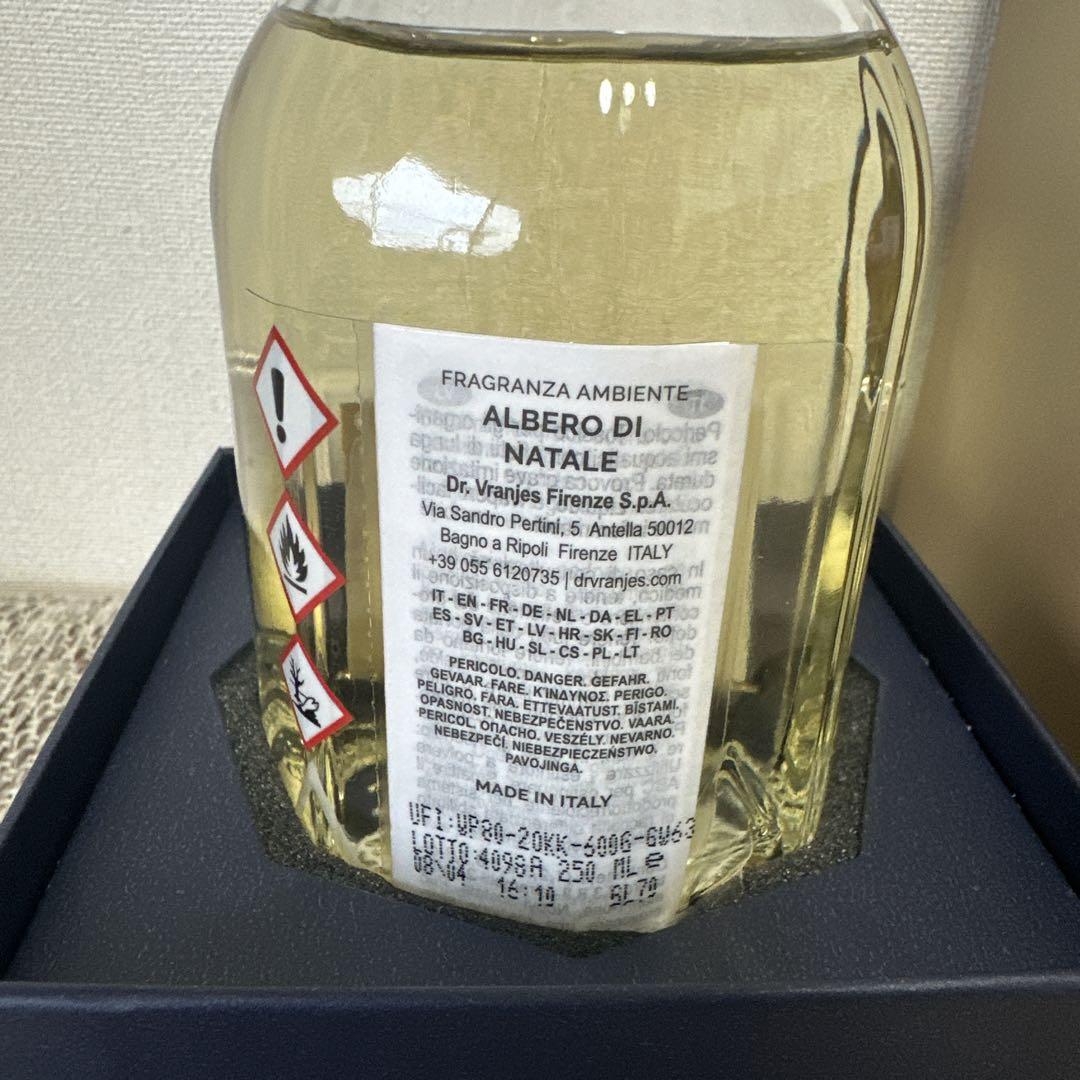 FRAGRANZA AMBIENTE
ALBERO DI
NATALE
Dr. Vranjes Firenze S.p.A.
Via Sandro Pertini, 5 Antella 50012
Bagno a Ripoli Firenze ITALY
+39 055 6120735 | drvranjes.com
IT - EN - FR - DE - NL - DA - EL - PT
ES - SV - ET - LV - HR - SK - FI - RO
BG - HU - SL - CS - PL - LT
PERICOLO. DANGER. GEFAHR.
GEVAAR. FARE. ΚΊΝΔΥΝΟΣ. PERIGO.
PELIGRO. FARA. ETTEVAATUST. BĪSTAMI.
OPASNOST. NEBEZPEČENSTVO. VAARA.
PERICOL. ОПАСНО. VESZÉLY. NEVARNO.
NEBEZPEČÍ. NIEBEZPIECZEŃSTWO.
PAVOJINGA.
MADE IN ITALY
UFI:WP80-20KK-600G-GW63
LOTTO:4098A 250 ML e
08\04 16:10 GL70